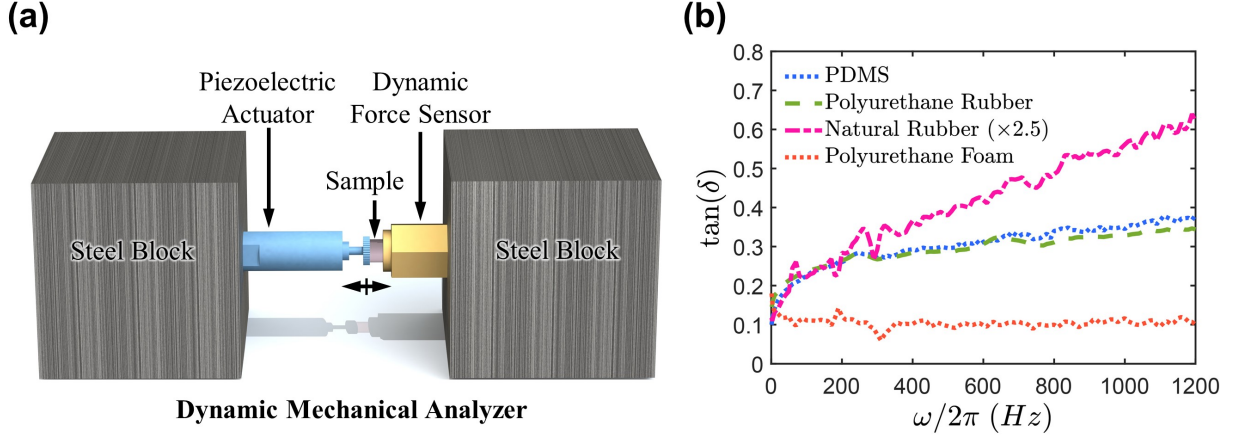 (a)
Piezoelectric
Actuator
Dynamic
Force Sensor
Sample
Steel Block
Steel Block
Dynamic Mechanical Analyzer
(b)
tan(δ)
0.8
0.7
0.6
0.5
0.4
0.3
0.2
0.1
0
PDMS
Polyurethane Rubber
Natural Rubber (×2.5)
Polyurethane Foam
0 200 400 600 800 1000 1200
ω/2π (Hz)